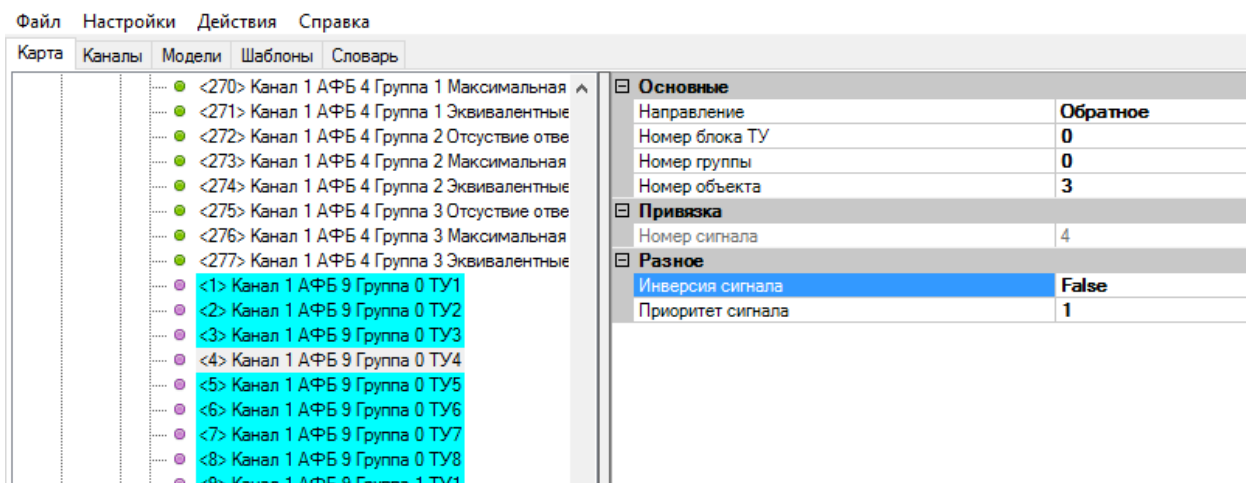 Файл Настройки Действия Справка
Карта Каналы Модели Шаблоны Словарь
<270> Канал 1 АФБ 4 Группа 1 Максимальная
<271> Канал 1 АФБ 4 Группа 1 Эквивалентные
<272> Канал 1 АФБ 4 Группа 2 Отсуствие отве
<273> Канал 1 АФБ 4 Группа 2 Максимальная
<274> Канал 1 АФБ 4 Группа 2 Эквивалентные
<275> Канал 1 АФБ 4 Группа 3 Отсуствие отве
<276> Канал 1 АФБ 4 Группа 3 Максимальная
<277> Канал 1 АФБ 4 Группа 3 Эквивалентные
<1> Канал 1 АФБ 9 Группа 0 ТУ1
<2> Канал 1 АФБ 9 Группа 0 ТУ2
<3> Канал 1 АФБ 9 Группа 0 ТУ3
<4> Канал 1 АФБ 9 Группа 0 ТУ4
<5> Канал 1 АФБ 9 Группа 0 ТУ5
<6> Канал 1 АФБ 9 Группа 0 ТУ6
<7> Канал 1 АФБ 9 Группа 0 ТУ7
<8> Канал 1 АФБ 9 Группа 0 ТУ8
<9> Канал 1 АФБ 9 Группа 1 ТУ1
Основные
Направление Обратное
Номер блока ТУ 0
Номер группы 0
Номер объекта 3
Привязка
Номер сигнала 4
Разное
Инверсия сигнала False
Приоритет сигнала 1